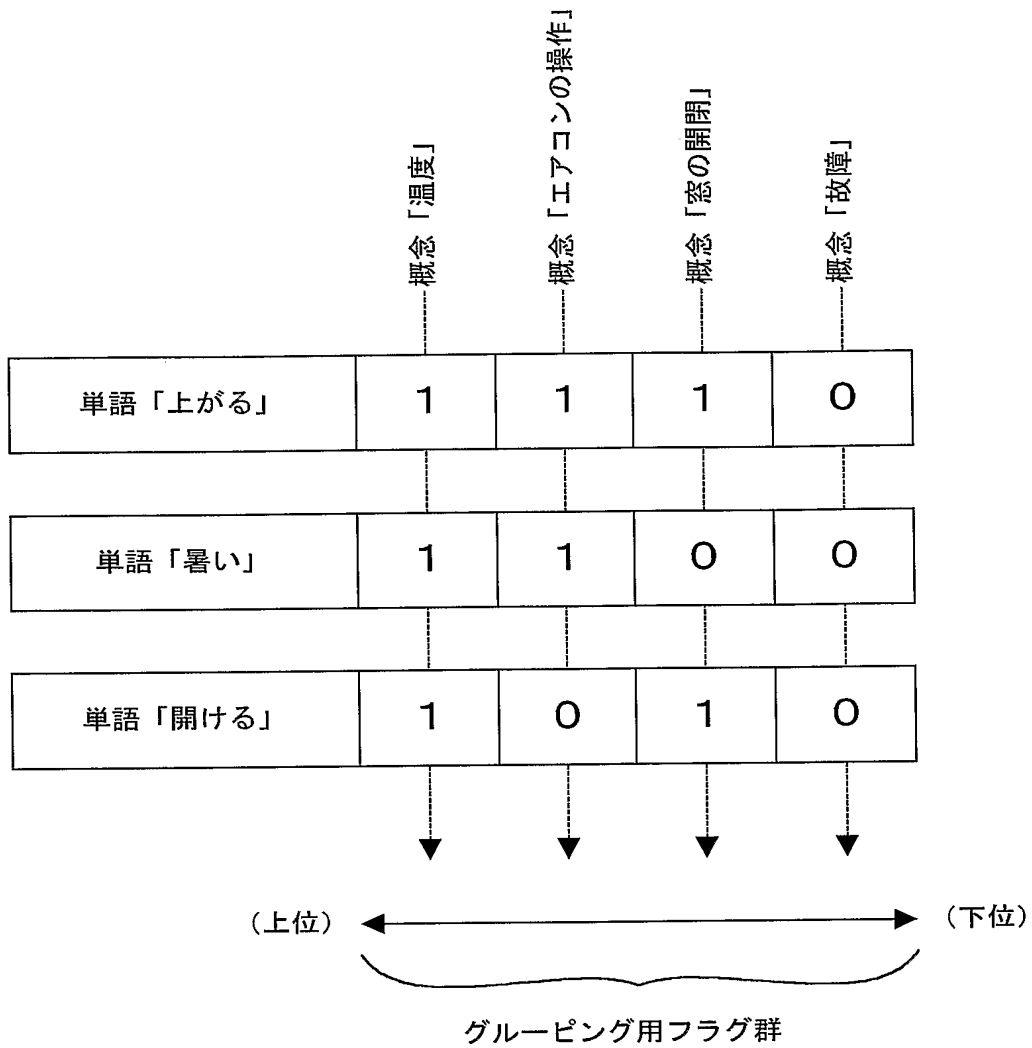 概念「温度」
概念「エアコンの操作」
概念「窓の開閉」
概念「故障」
単語「上がる」 1 1 1 0
単語「暑い」 1 1 0 0
単語「開ける」 1 0 1 0
（上位）
（下位）
グルーピング用フラグ群